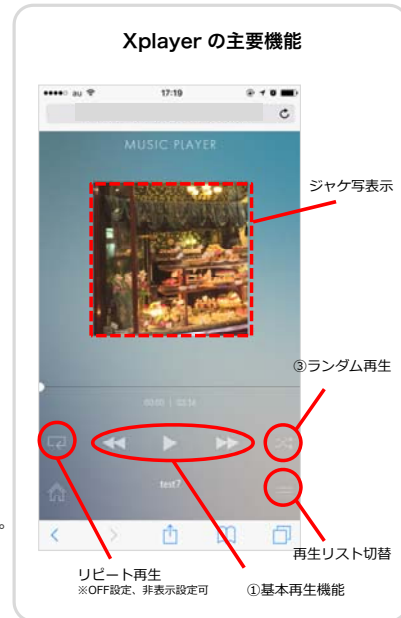 Xplayer の主要機能
au
17:19
MUSIC PLAYER
ジャケ写表示
③ランダム再生
00:00 | 03:14
test7
。
再生リスト切替
リピート再生
※OFF設定、非表示設定可
①基本再生機能